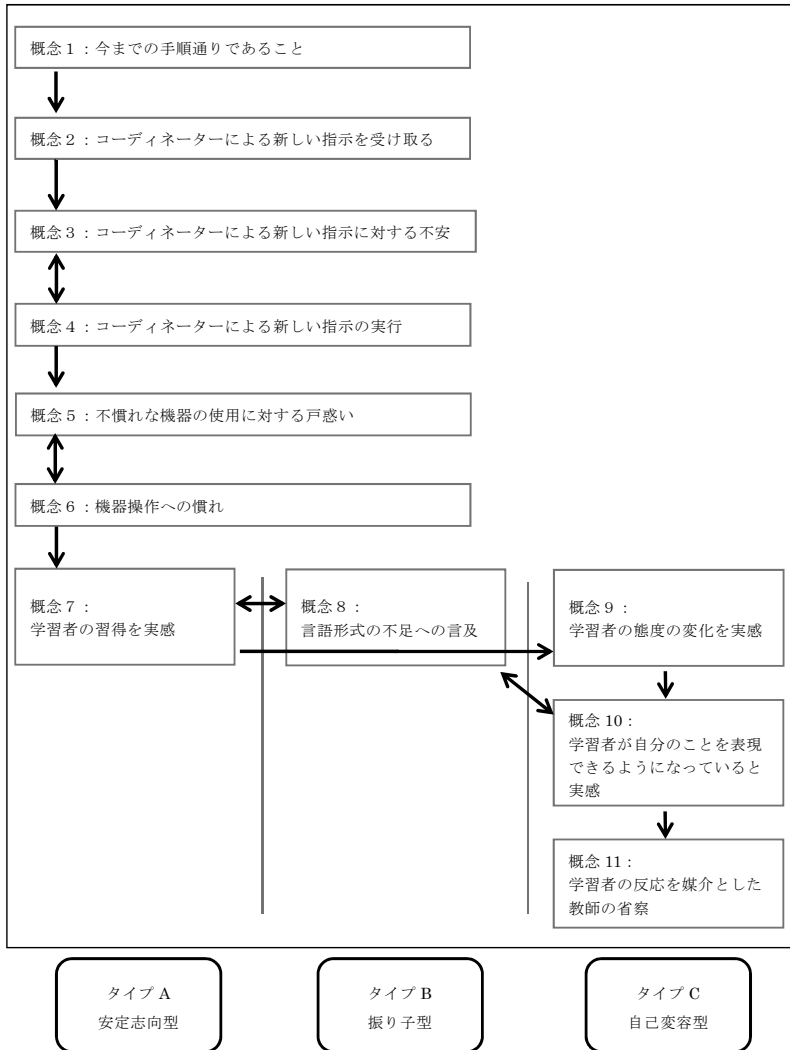 概念1：今までの手順通りであること
概念2：コーディネーターによる新しい指示を受け取る
概念3：コーディネーターによる新しい指示に対する不安
概念4：コーディネーターによる新しい指示の実行
概念5：不慣れな機器の使用に対する戸惑い
概念6：機器操作への慣れ
概念7：
学習者の習得を実感
概念8：
言語形式の不足への言及
概念9：
学習者の態度の変化を実感
概念10：
学習者が自分のことを表現
できるようになっていると
実感
概念11：
学習者の反応を媒介とした
教師の省察
タイプA
安定志向型
タイプB
振り子型
タイプC
自己変容型